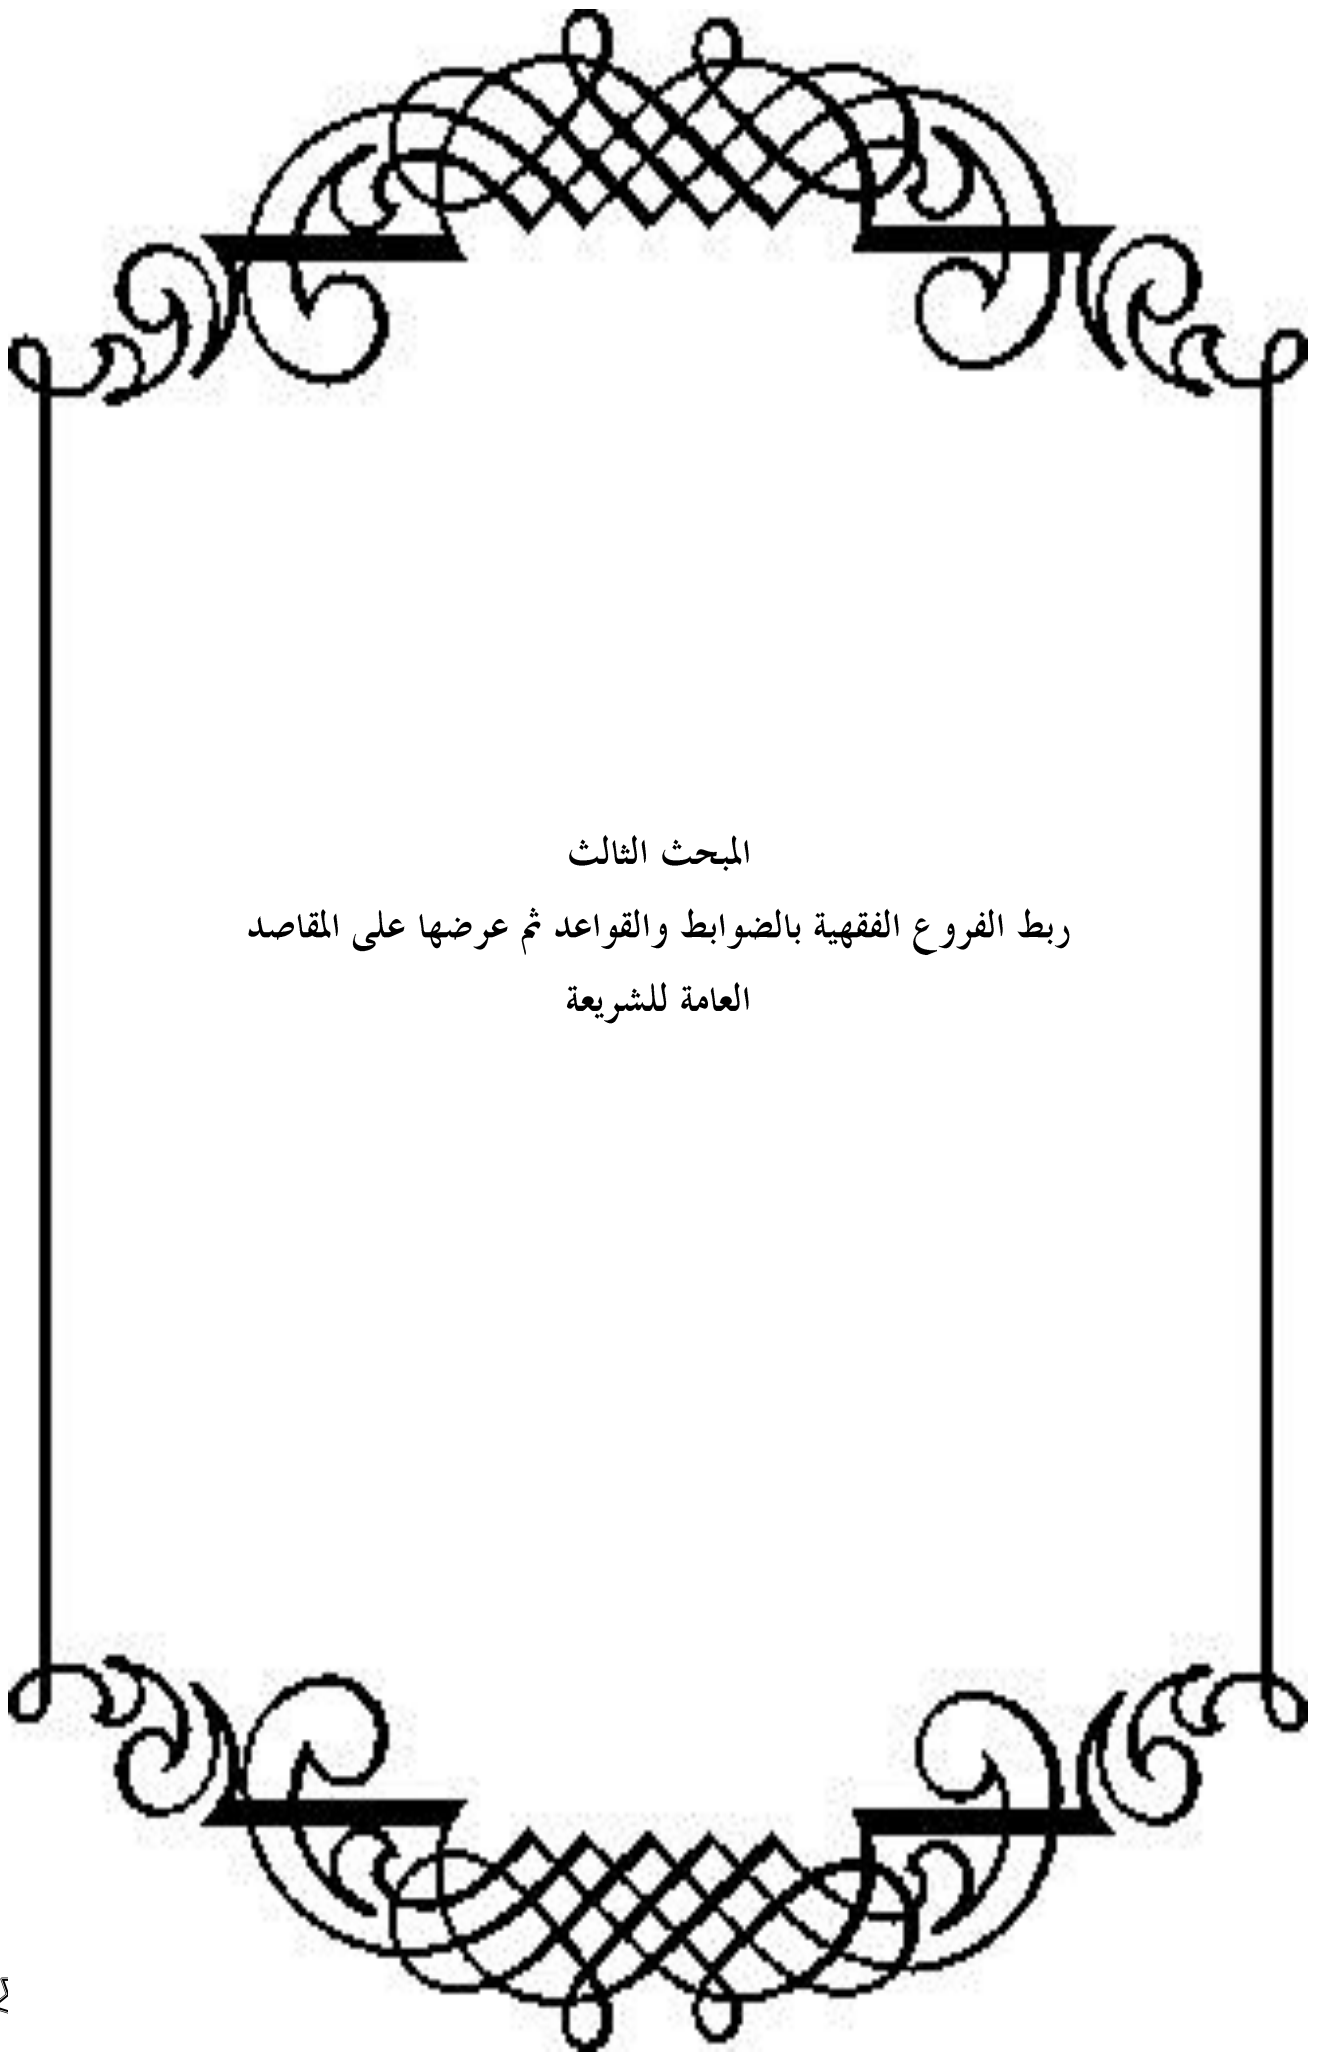 المبحث الثالث
ربط الفروع الفقهية بالضوابط والقواعد ثم عرضها على المقاصد
العامة للشريعة